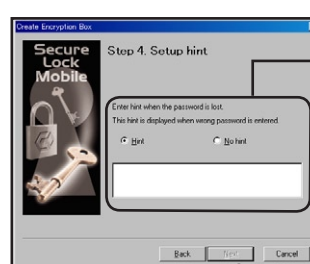 Create Encryption Box
Secure
Lock
Mobile
Step 4. Setup hint
Enter hint when the password is lost.
This hint is displayed when wrong password is entered.
Hint
No hint
Back
Next
Cancel